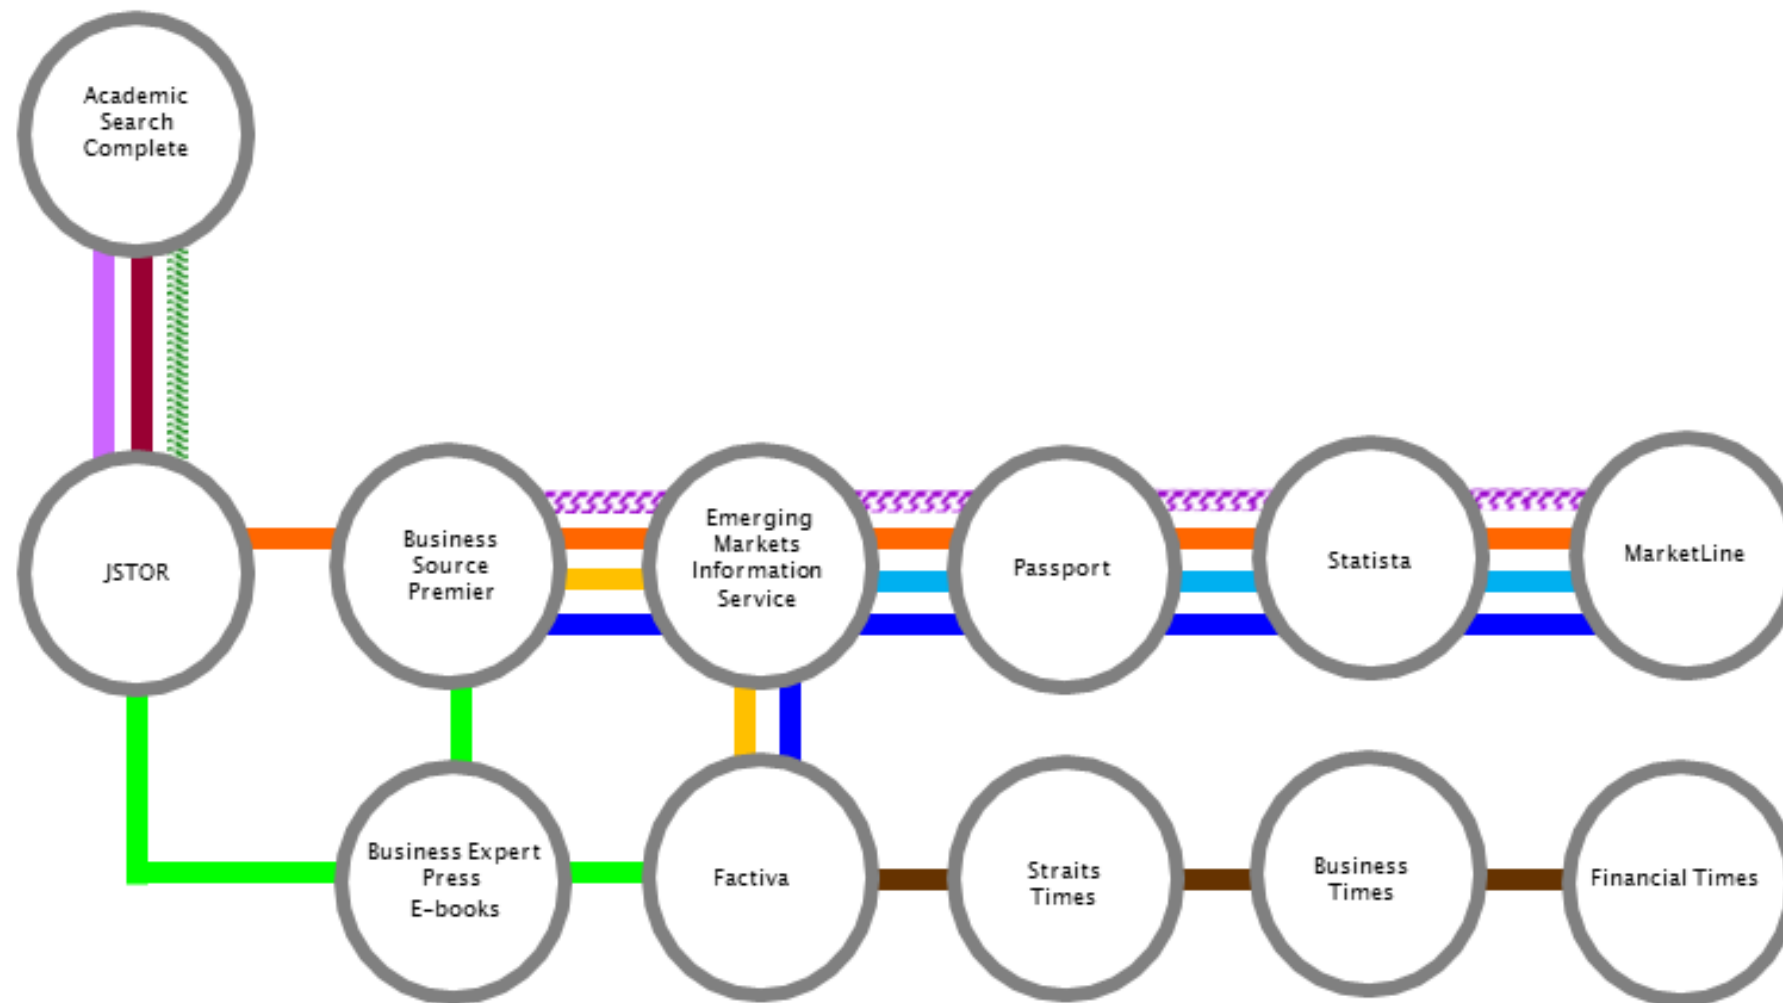 Academic
Search
Complete
JSTOR
Business
Source
Premier
Emerging
Markets
Information
Service
Passport
Statista
MarketLine
Business Expert
Press
E-books
Factiva
Straits
Times
Business
Times
Financial Times